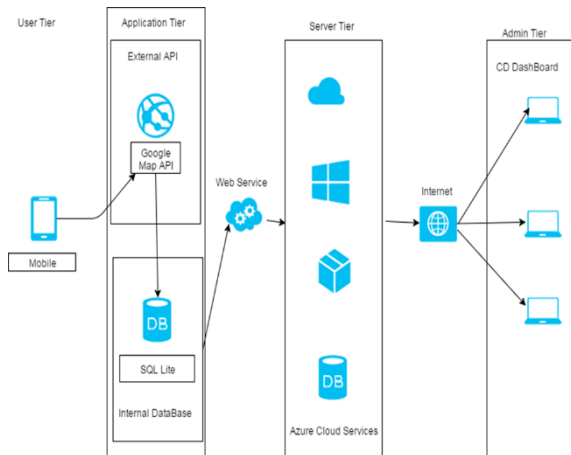 User Tier
Application Tier
Server Tier
Admin Tier
External API
CD DashBoard
Google
Map API
Web Service
Internet
Mobile
DB
SQL Lite
DB
Internal DataBase
Azure Cloud Services